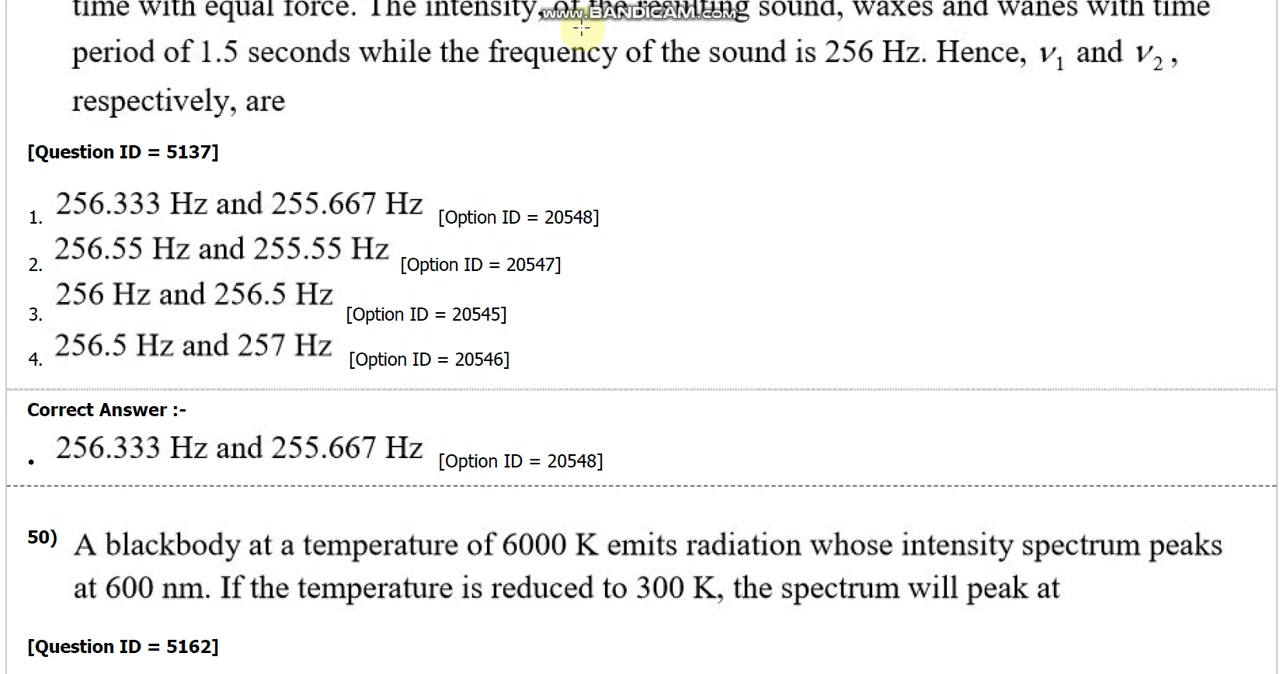 time with equal force. The intensity, of the resulting sound, waxes and wanes with time
www.BANDICAM.com
period of 1.5 seconds while the frequency of the sound is 256 Hz. Hence, ν₁ and ν₂ ,
respectively, are
[Question ID = 5137]
1. 256.333 Hz and 255.667 Hz [Option ID = 20548]
2. 256.55 Hz and 255.55 Hz [Option ID = 20547]
3. 256 Hz and 256.5 Hz [Option ID = 20545]
4. 256.5 Hz and 257 Hz [Option ID = 20546]
Correct Answer :-
• 256.333 Hz and 255.667 Hz [Option ID = 20548]
50) A blackbody at a temperature of 6000 K emits radiation whose intensity spectrum peaks
at 600 nm. If the temperature is reduced to 300 K, the spectrum will peak at
[Question ID = 5162]